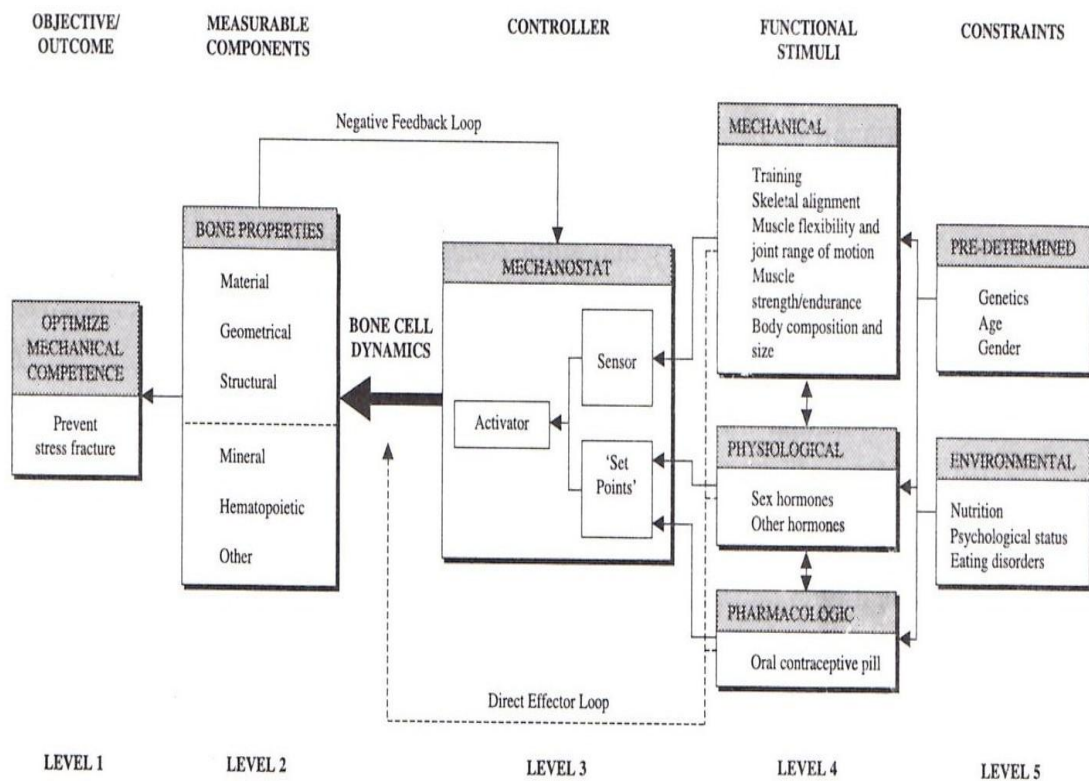 OBJECTIVE/
OUTCOME
MEASURABLE
COMPONENTS
CONTROLLER
FUNCTIONAL
STIMULI
CONSTRAINTS
Negative Feedback Loop
MECHANICAL
Training
Skeletal alignment
Muscle flexibility and
joint range of motion
Muscle
strength/endurance
Body composition and
size
BONE PROPERTIES
Material
Geometrical
Structural
Mineral
Hematopoietic
Other
MECHANOSTAT
Sensor
Activator
'Set
Points'
PRE-DETERMINED
Genetics
Age
Gender
OPTIMIZE
MECHANICAL
COMPETENCE
Prevent
stress fracture
BONE CELL
DYNAMICS
PHYSIOLOGICAL
Sex hormones
Other hormones
ENVIRONMENTAL
Nutrition
Psychological status
Eating disorders
PHARMACOLOGIC
Oral contraceptive pill
Direct Effector Loop
LEVEL 1
LEVEL 2
LEVEL 3
LEVEL 4
LEVEL 5